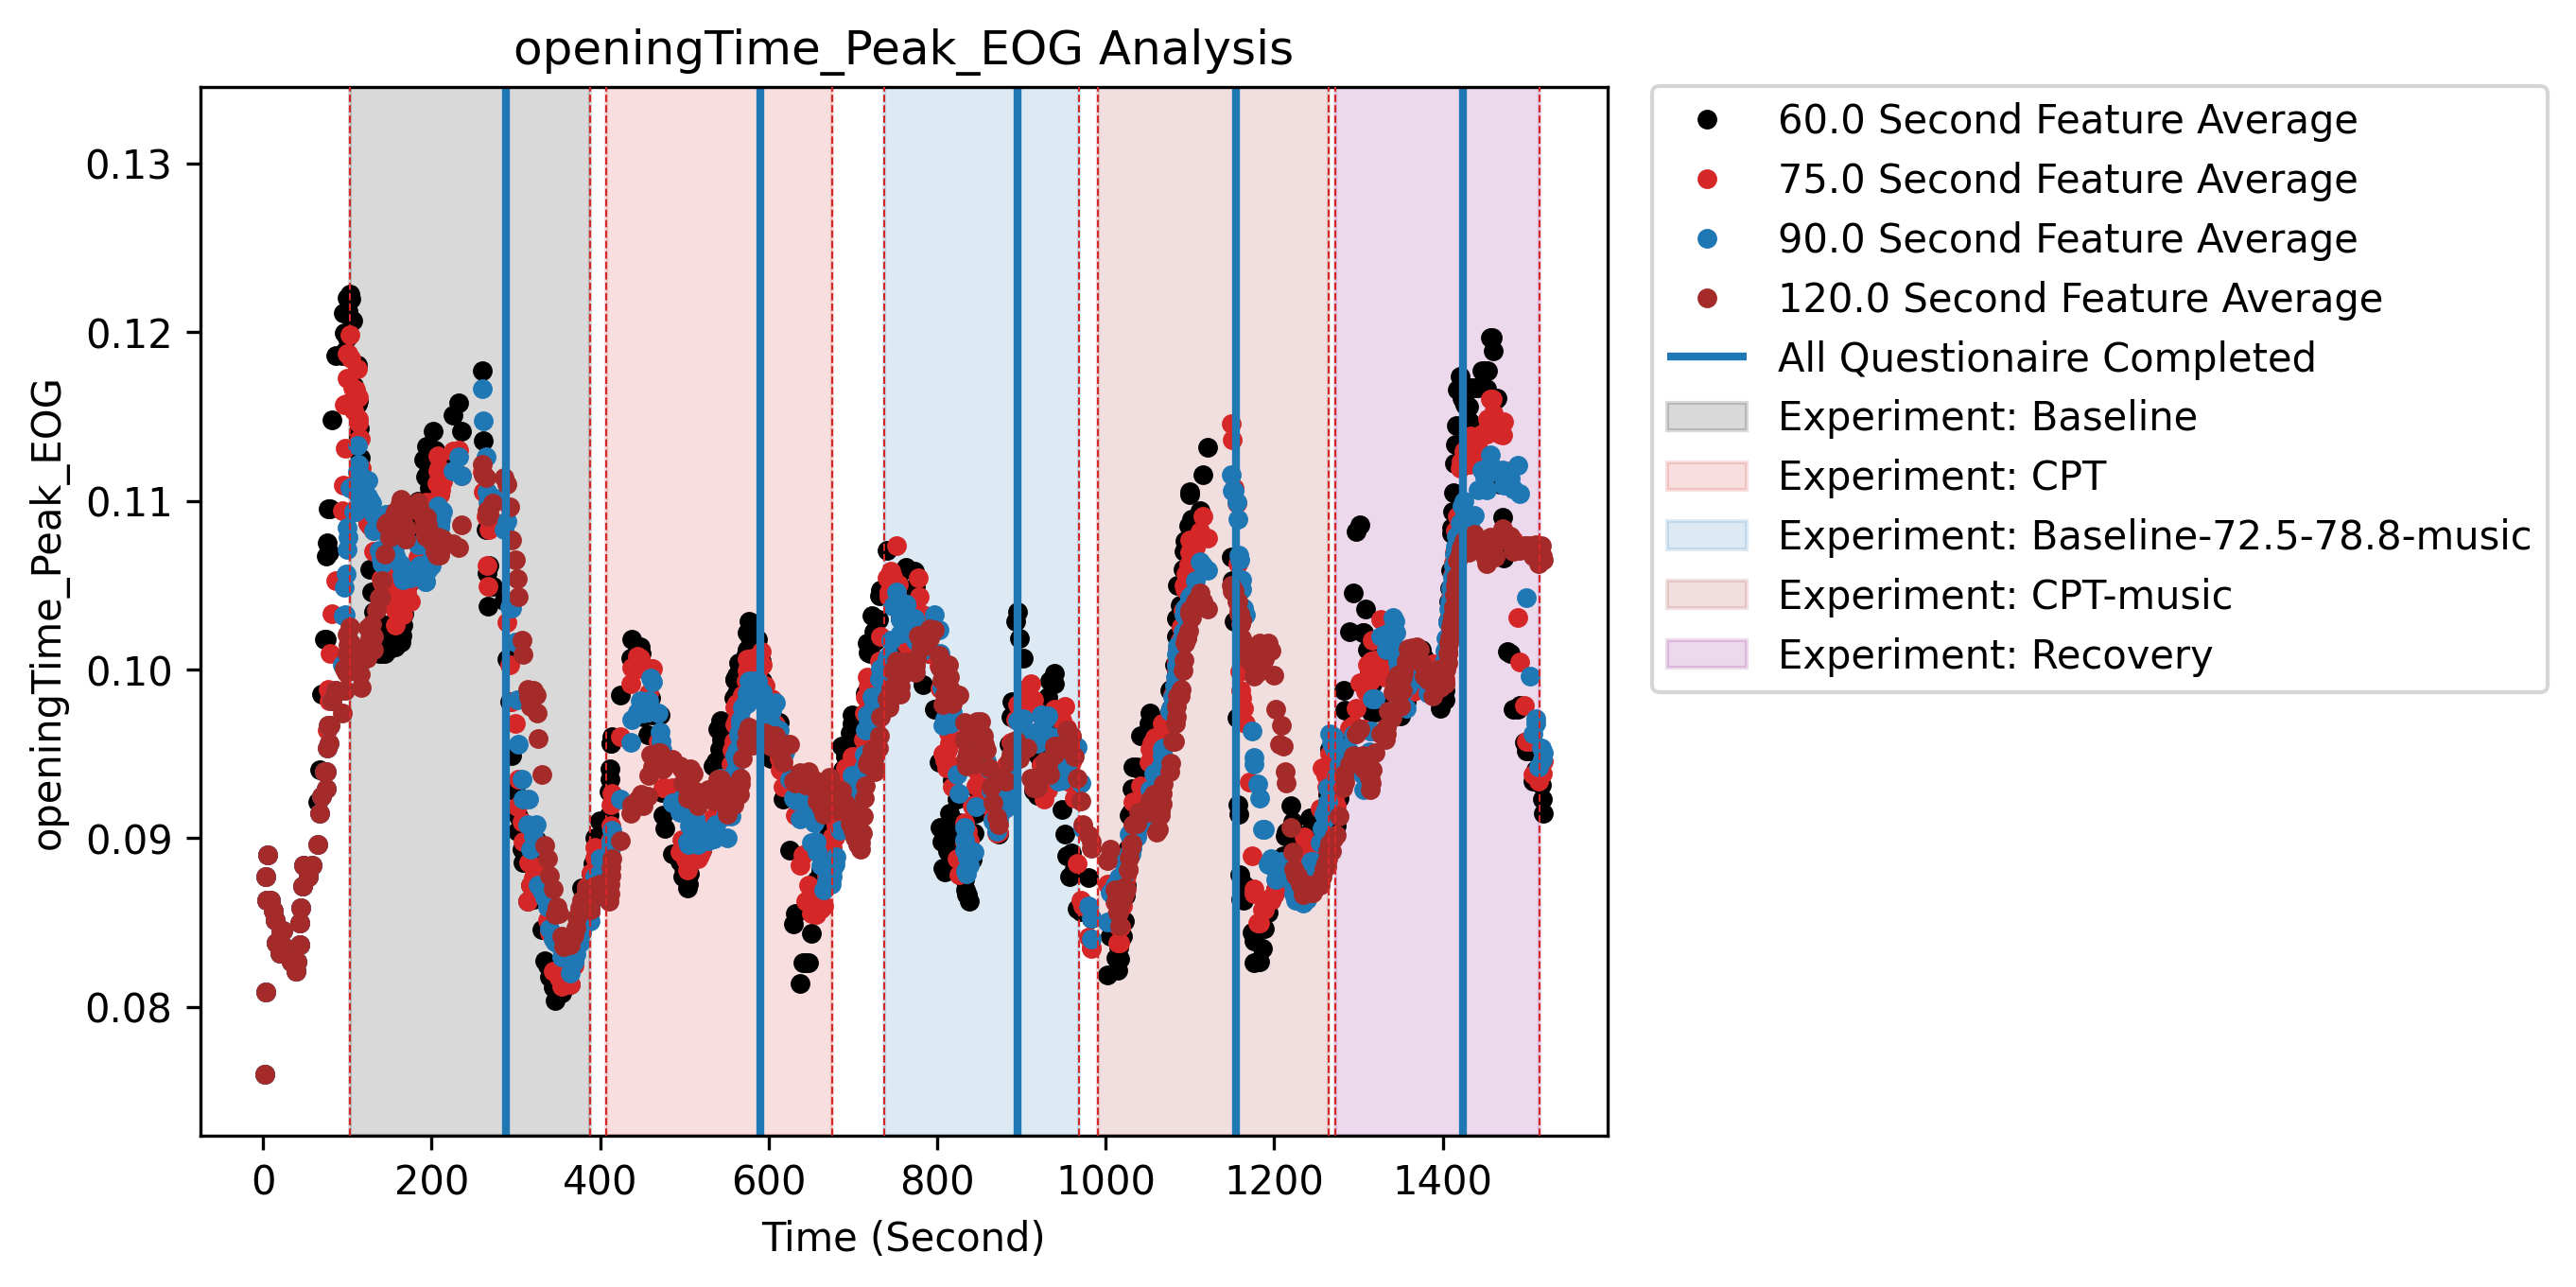 openingTime_Peak_EOG Analysis
openingTime_Peak_EOG
0.13
0.12
0.11
0.10
0.09
0.08
0 200 400 600 800 1000 1200 1400
Time (Second)
60.0 Second Feature Average
75.0 Second Feature Average
90.0 Second Feature Average
120.0 Second Feature Average
All Questionaire Completed
Experiment: Baseline
Experiment: CPT
Experiment: Baseline-72.5-78.8-music
Experiment: CPT-music
Experiment: Recovery